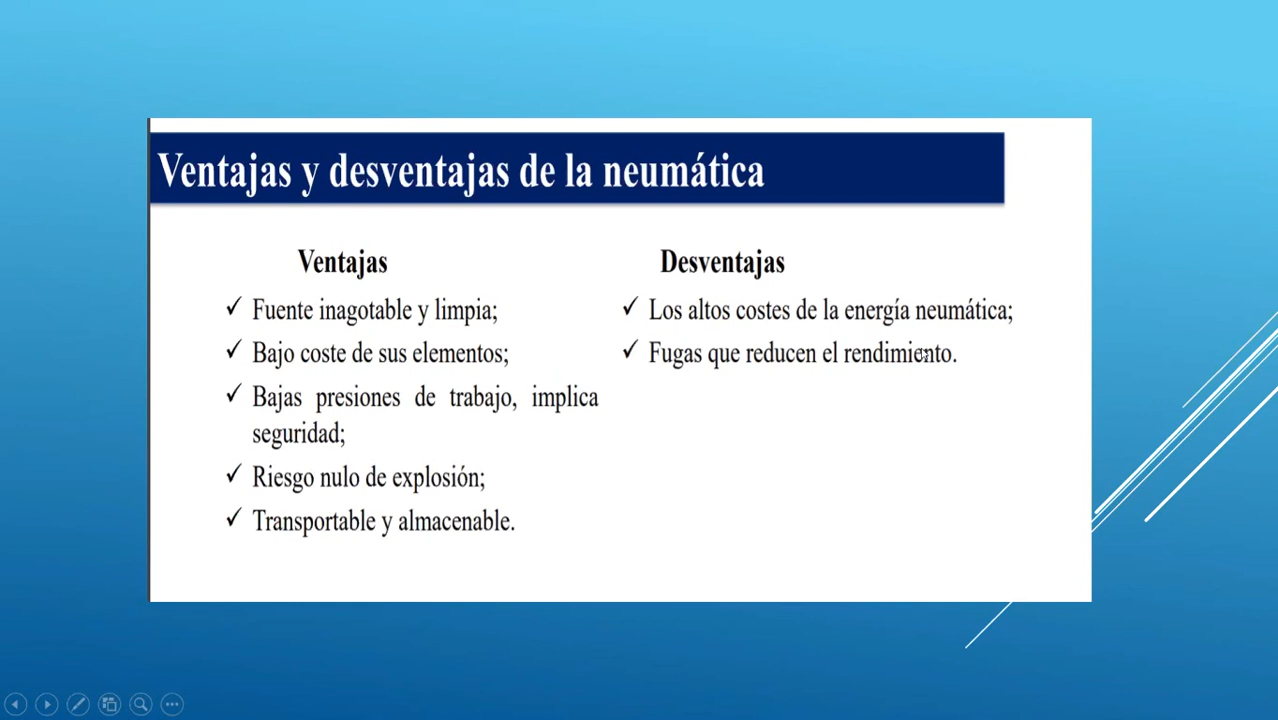 Ventajas y desventajas de la neumática
Ventajas
Fuente inagotable y limpia;
Bajo coste de sus elementos;
Bajas presiones de trabajo, implica
seguridad;
Riesgo nulo de explosión;
Transportable y almacenable.
Desventajas
Los altos costes de la energía neumática;
Fugas que reducen el rendimiento.